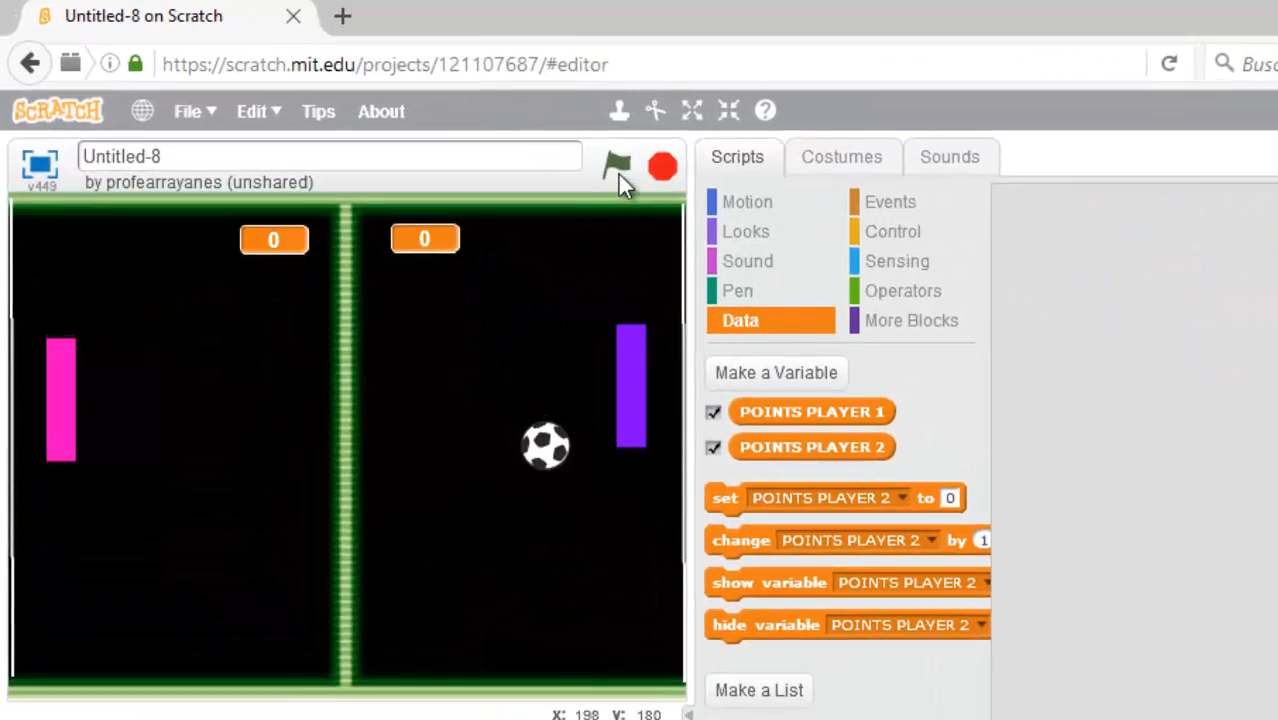 Untitled-8 on Scratch
https://scratch.mit.edu/projects/121107687/#editor
Busc
SCRATCH File Edit Tips About
Untitled-8
v449 by profearrayanes (unshared)
Scripts Costumes Sounds
0 0
Motion Events
Looks Control
Sound Sensing
Pen Operators
Data More Blocks
Make a Variable
POINTS PLAYER 1
POINTS PLAYER 2
set POINTS PLAYER 2 to 0
change POINTS PLAYER 2 by 1
show variable POINTS PLAYER 2
hide variable POINTS PLAYER 2
Make a List
X: 198 Y: 180